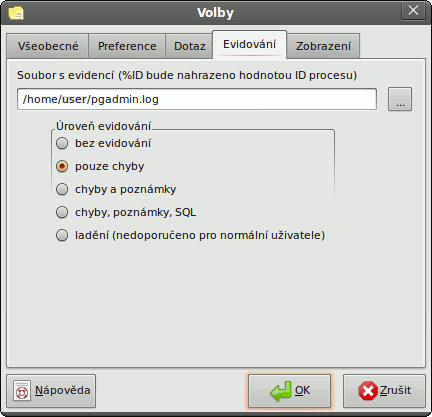 Volby
Všeobecné Preference Dotaz Evidování Zobrazení
Soubor s evidencí (%ID bude nahrazeno hodnotou ID procesu)
/home/user/pgadmin.log ...
Úroveň evidování
bez evidování
pouze chyby
chyby a poznámky
chyby, poznámky, SQL
ladění (nedoporučeno pro normální uživatele)
Nápověda OK Zrušit